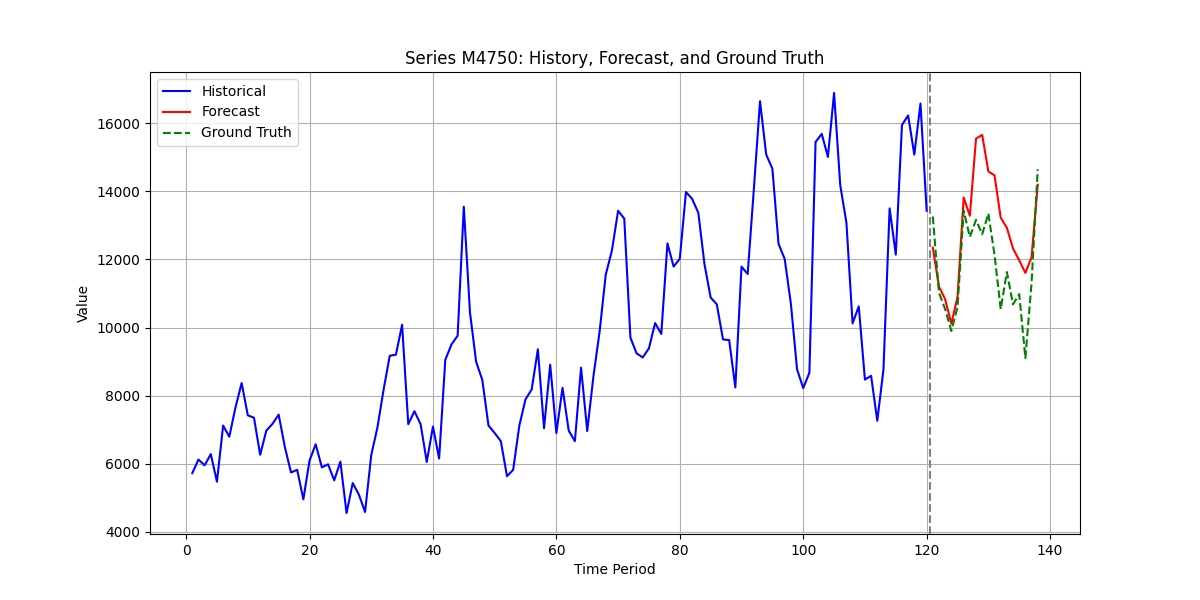 Series M4750: History, Forecast, and Ground Truth
Historical
Forecast
Ground Truth
16000
14000
12000
10000
8000
6000
4000
Value
0 20 40 60 80 100 120 140
Time Period